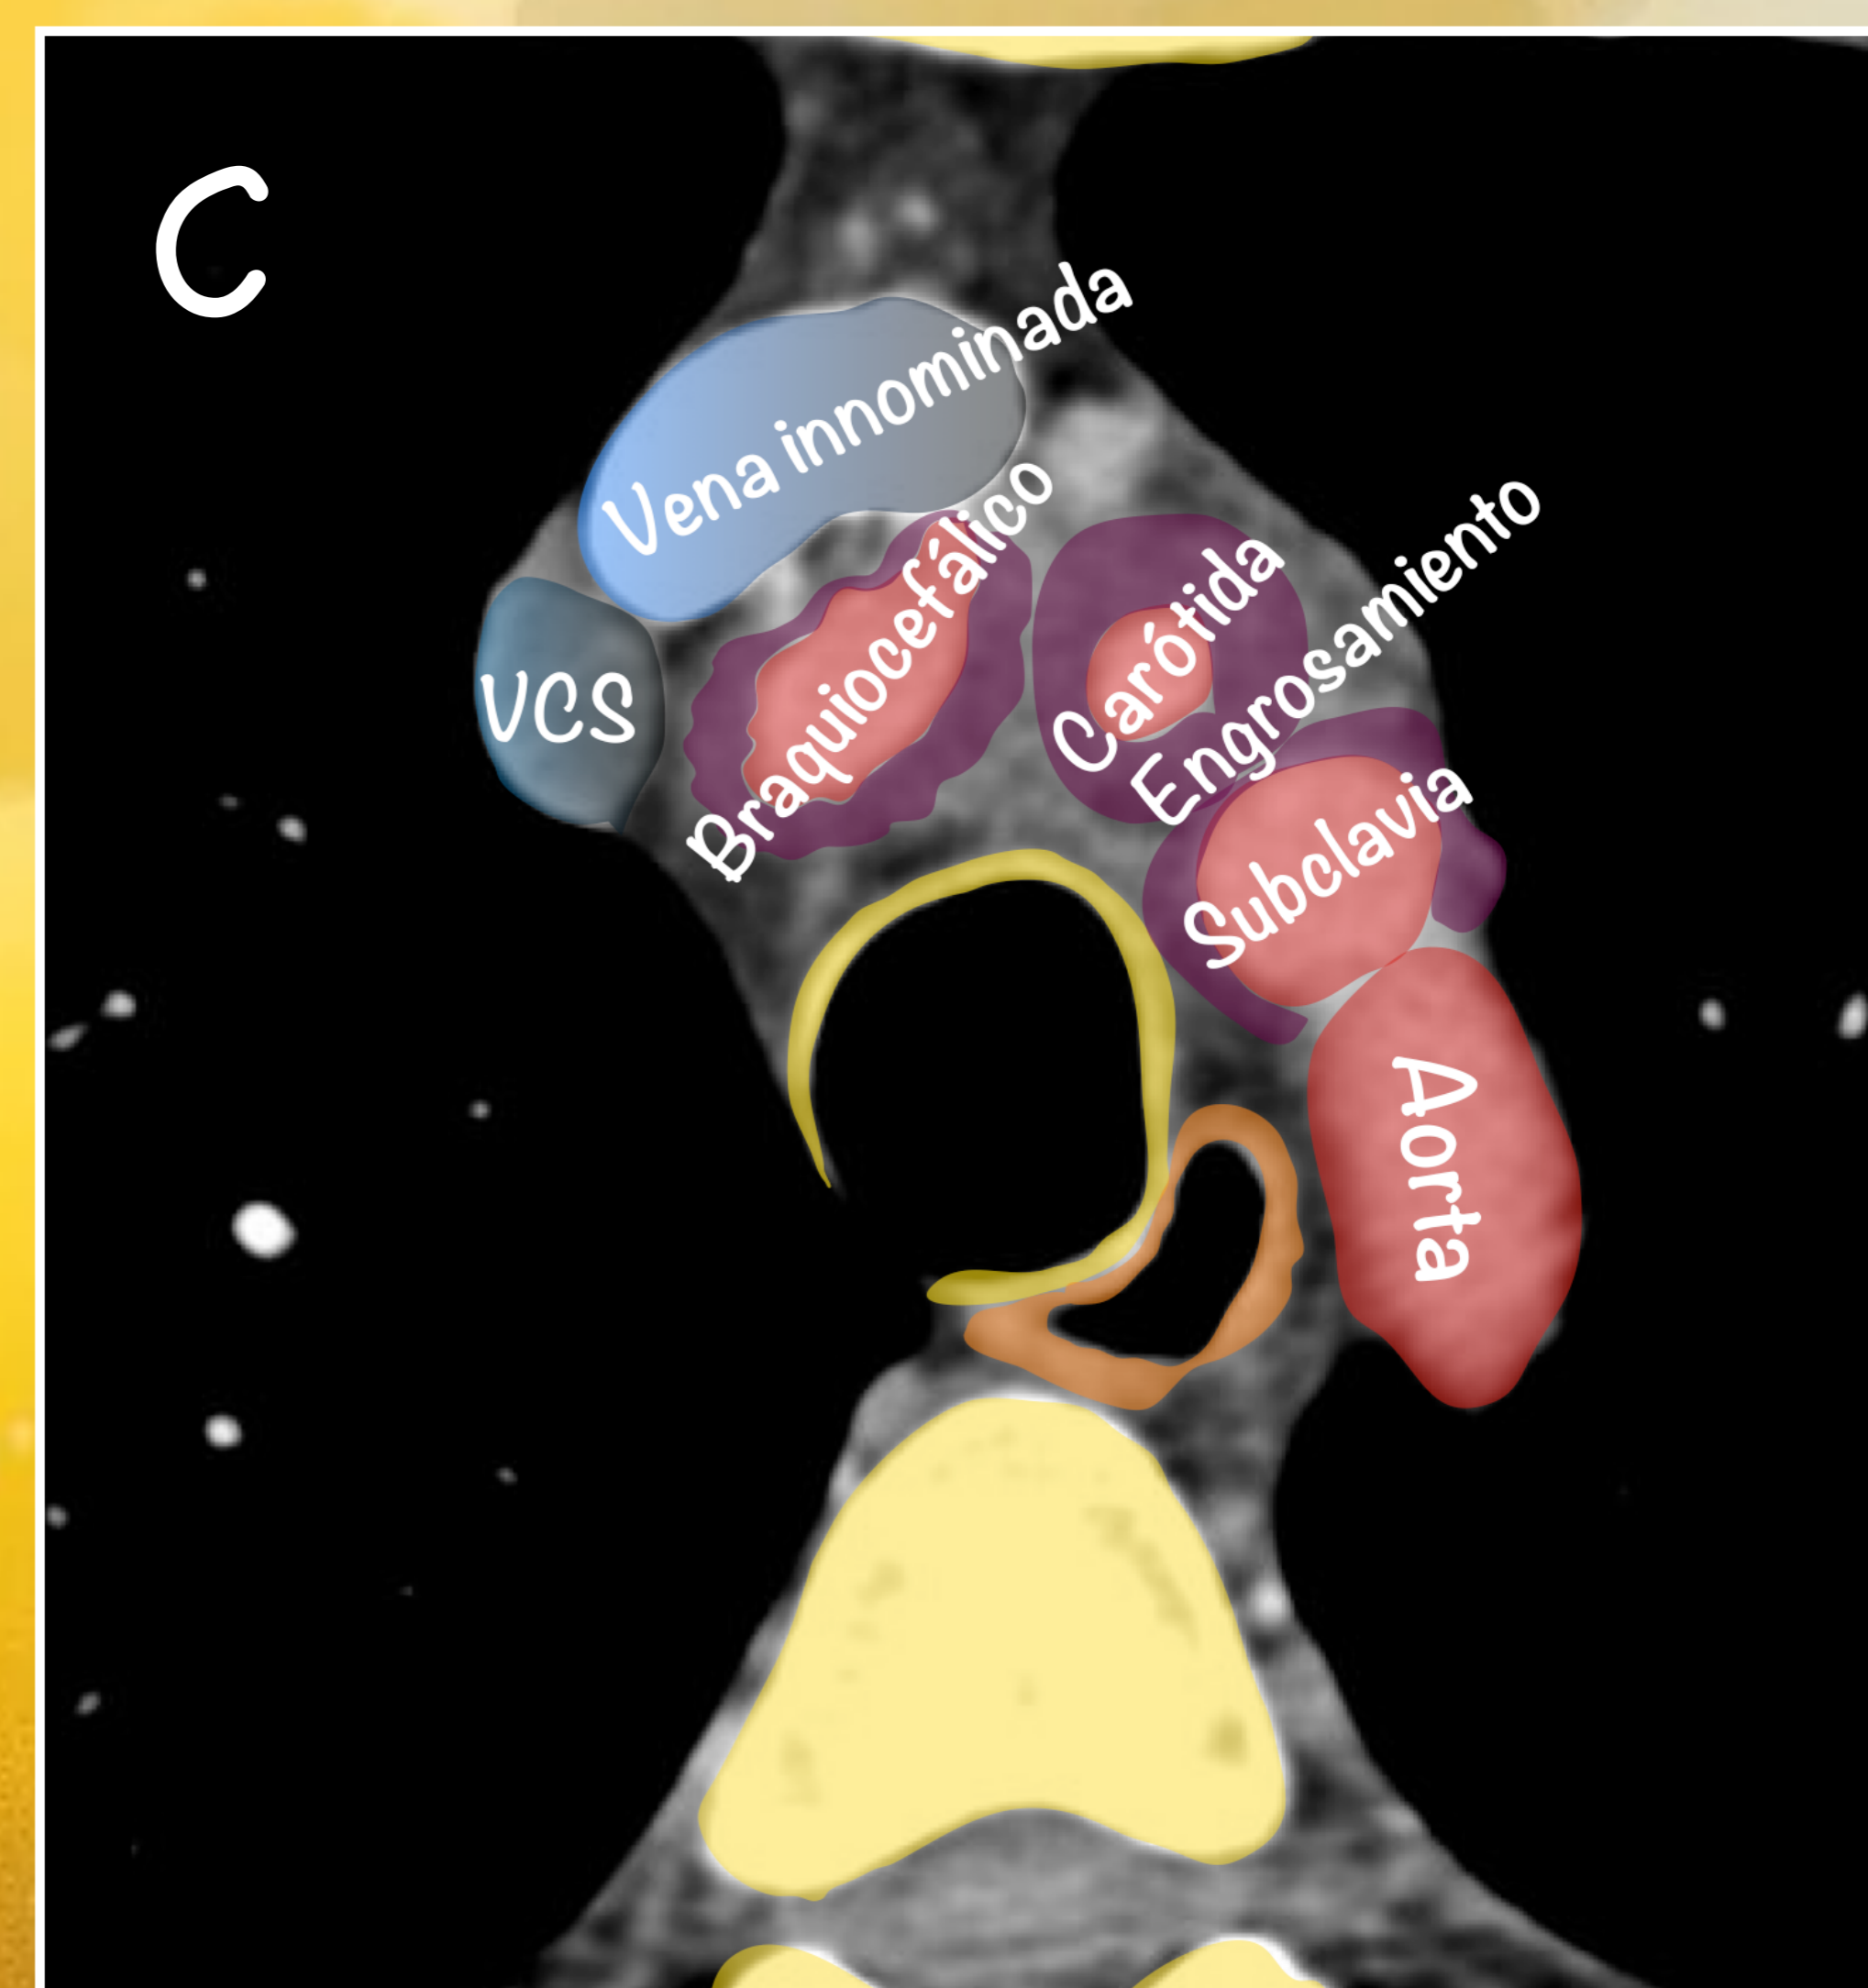 C
Vena innominada
Braquiocefálico
Carótida
Engrosamiento
VCS
Subclavia
Aorta